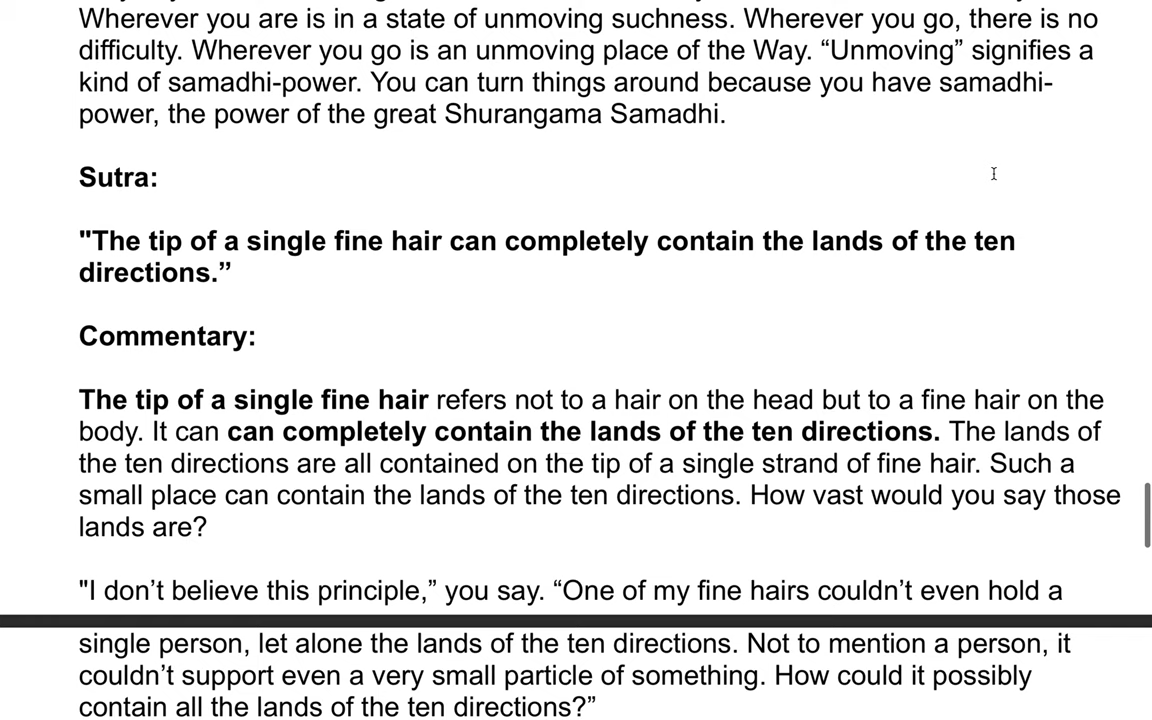 Wherever you are is in a state of unmoving suchness. Wherever you go, there is no
difficulty. Wherever you go is an unmoving place of the Way. “Unmoving” signifies a
kind of samadhi-power. You can turn things around because you have samadhi-
power, the power of the great Shurangama Samadhi.
Sutra:
"The tip of a single fine hair can completely contain the lands of the ten
directions.”
Commentary:
The tip of a single fine hair refers not to a hair on the head but to a fine hair on the
body. It can can completely contain the lands of the ten directions. The lands of
the ten directions are all contained on the tip of a single strand of fine hair. Such a
small place can contain the lands of the ten directions. How vast would you say those
lands are?
"I don’t believe this principle,” you say. “One of my fine hairs couldn’t even hold a
single person, let alone the lands of the ten directions. Not to mention a person, it
couldn’t support even a very small particle of something. How could it possibly
contain all the lands of the ten directions?”